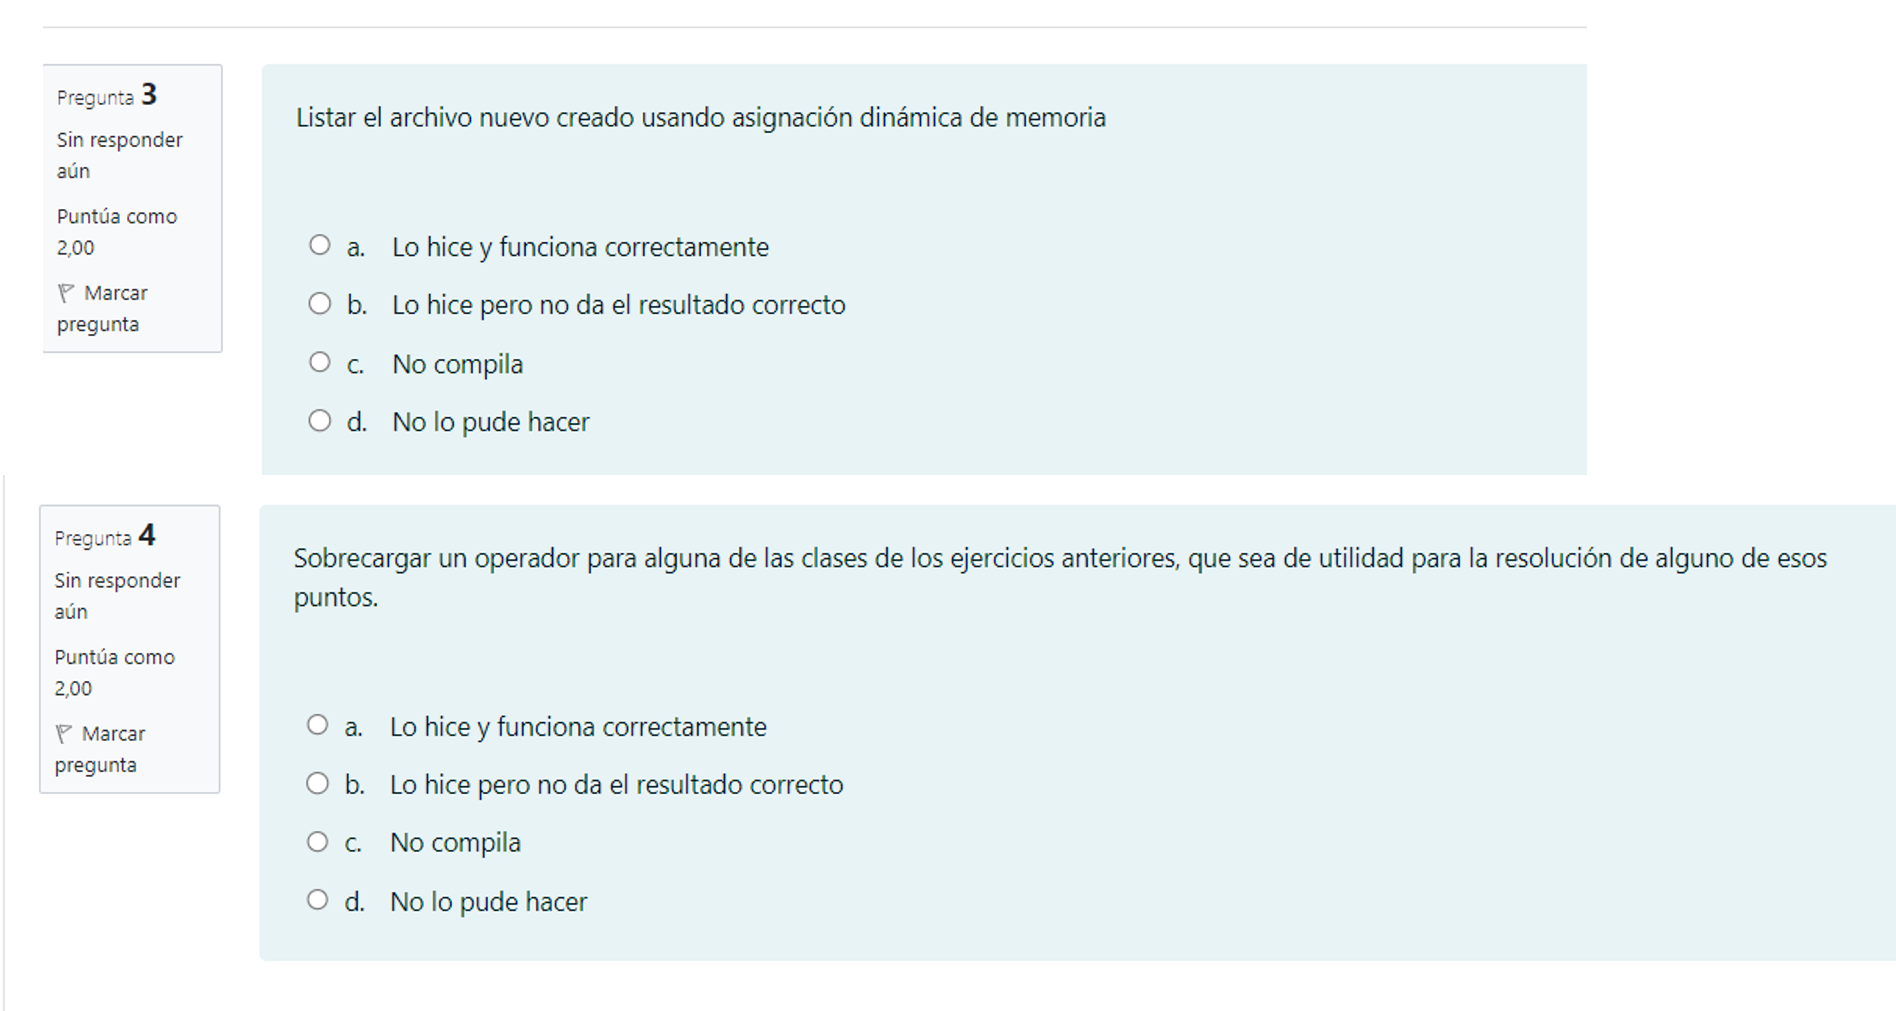 Pregunta 3
Sin responder
aún
Puntúa como
2,00
Marcar
pregunta
Listar el archivo nuevo creado usando asignación dinámica de memoria
a. Lo hice y funciona correctamente
b. Lo hice pero no da el resultado correcto
c. No compila
d. No lo pude hacer
Pregunta 4
Sin responder
aún
Puntúa como
2,00
Marcar
pregunta
Sobrecargar un operador para alguna de las clases de los ejercicios anteriores, que sea de utilidad para la resolución de alguno de esos
puntos.
a. Lo hice y funciona correctamente
b. Lo hice pero no da el resultado correcto
c. No compila
d. No lo pude hacer